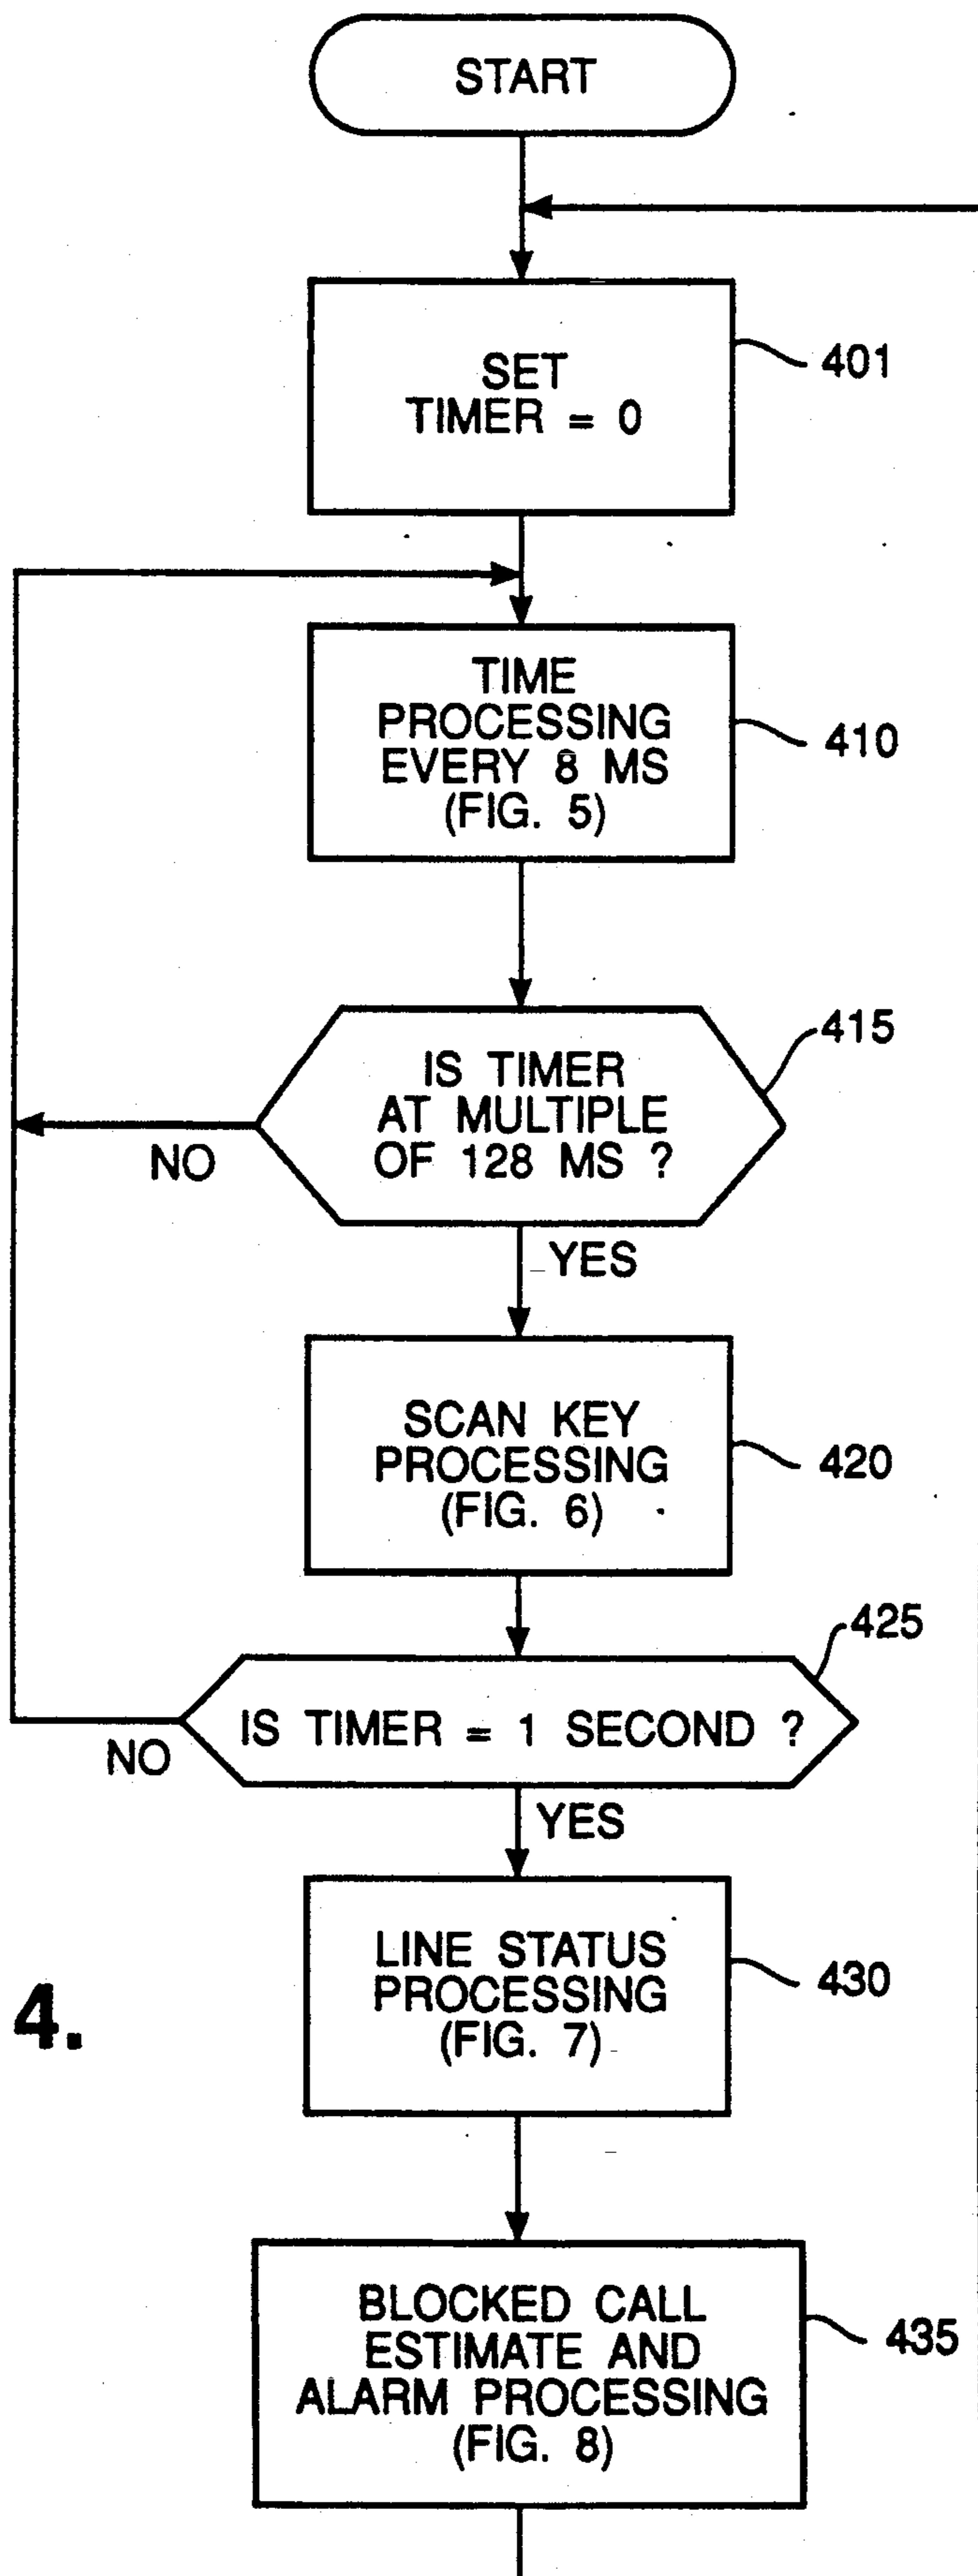 START
SET
TIMER = 0
401
TIME
PROCESSING
EVERY 8 MS
(FIG. 5)
410
IS TIMER
AT MULTIPLE
OF 128 MS ?
415
NO
YES
SCAN KEY
PROCESSING
(FIG. 6)
420
IS TIMER = 1 SECOND ?
425
NO
YES
LINE STATUS
PROCESSING
(FIG. 7)
430
4.
BLOCKED CALL
ESTIMATE AND
ALARM PROCESSING
(FIG. 8)
435